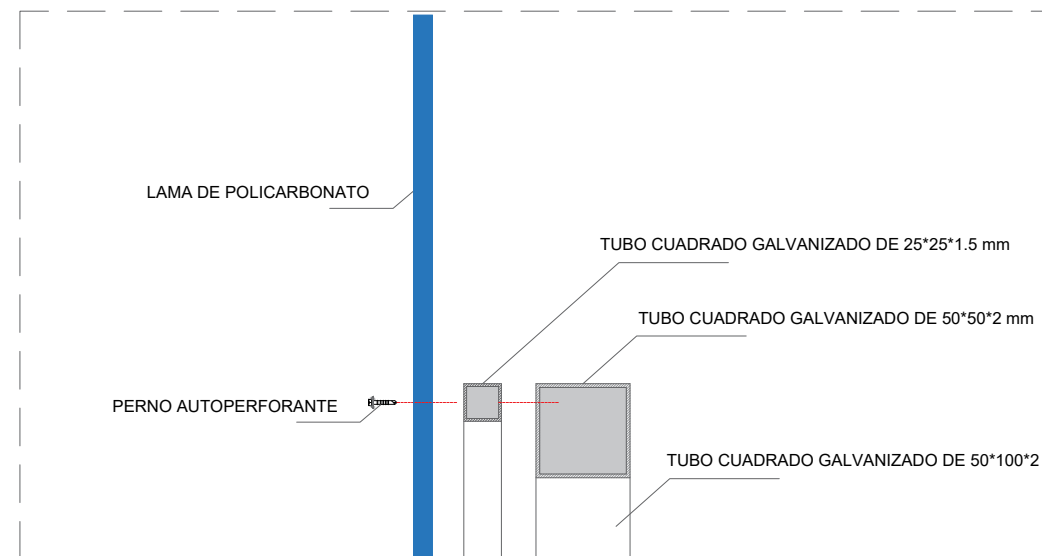 LAMA DE POLICARBONATO
TUBO CUADRADO GALVANIZADO DE 25*25*1.5 mm
TUBO CUADRADO GALVANIZADO DE 50*50*2 mm
PERNO AUTOPERFORANTE
TUBO CUADRADO GALVANIZADO DE 50*100*2